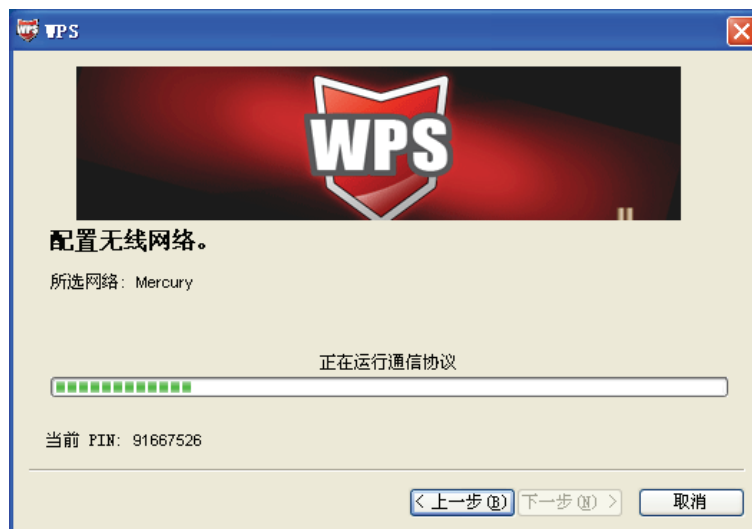 WPS
WPS
配置无线网络。
所选网络: Mercury
正在运行通信协议
当前 PIN: 91667526
< 上一步(B) 下一步(N) > 取消